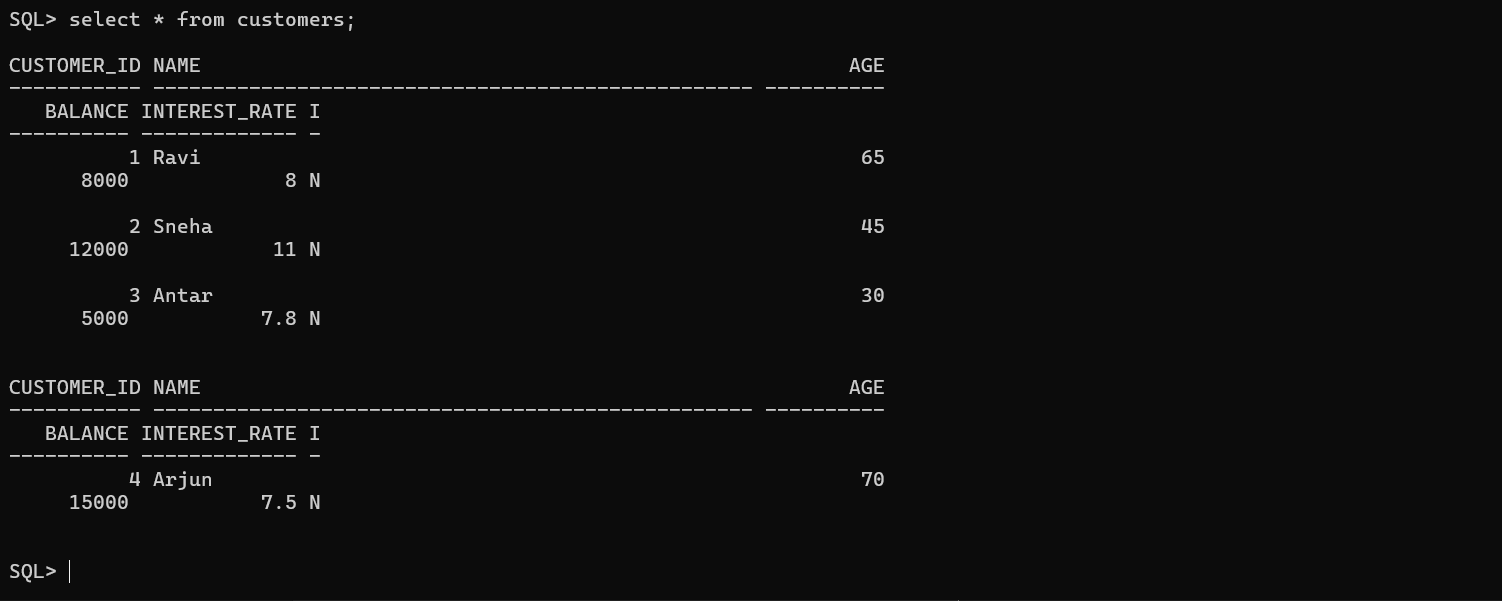 SQL> select * from customers;
CUSTOMER_ID NAME                                                      AGE
----------- -------------------------------------------------- ----------
   BALANCE INTEREST_RATE I
---------- ------------- -
          1 Ravi                                                       65
      8000             8 N
          2 Sneha                                                      45
     12000            11 N
          3 Antar                                                      30
      5000           7.8 N
CUSTOMER_ID NAME                                                      AGE
----------- -------------------------------------------------- ----------
   BALANCE INTEREST_RATE I
---------- ------------- -
          4 Arjun                                                      70
     15000           7.5 N
SQL>